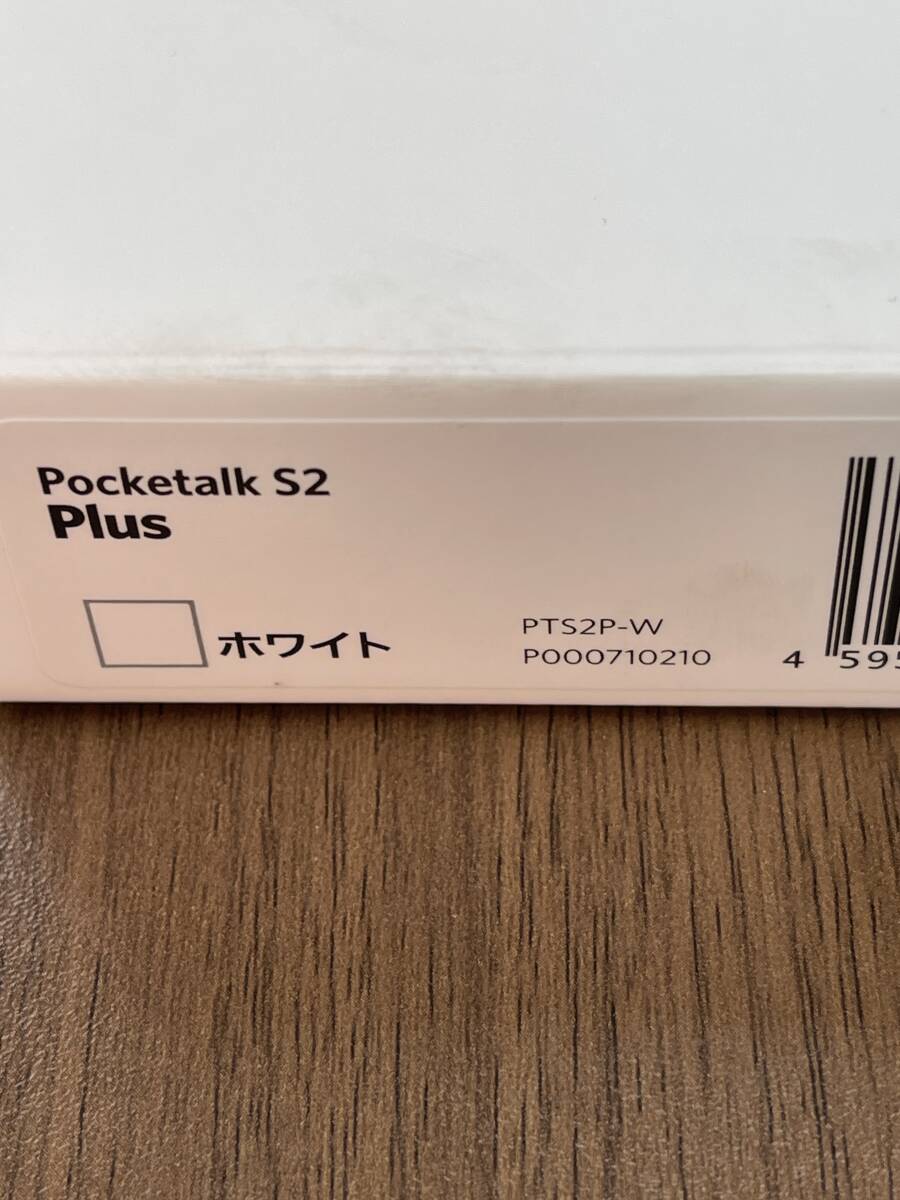 Pocketalk S2
Plus
ホワイト
PTS2P-W
P000710210
4 595